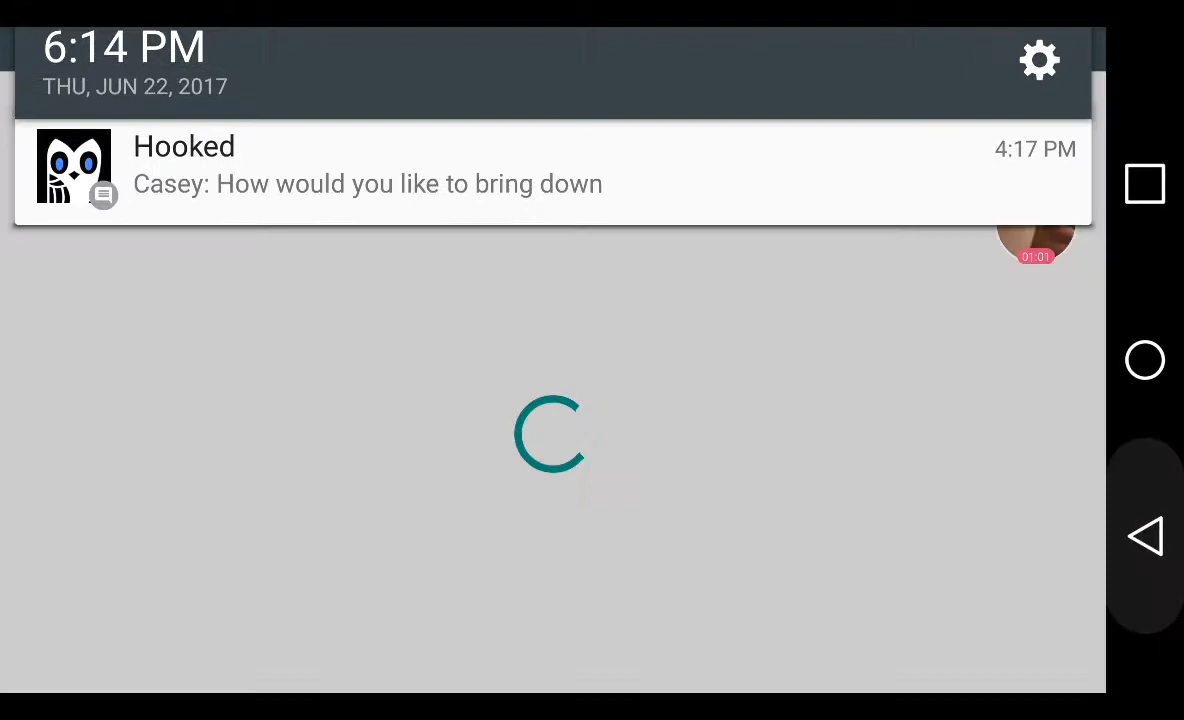 6:14 PM
THU, JUN 22, 2017
Hooked
4:17 PM
Casey: How would you like to bring down
01:01